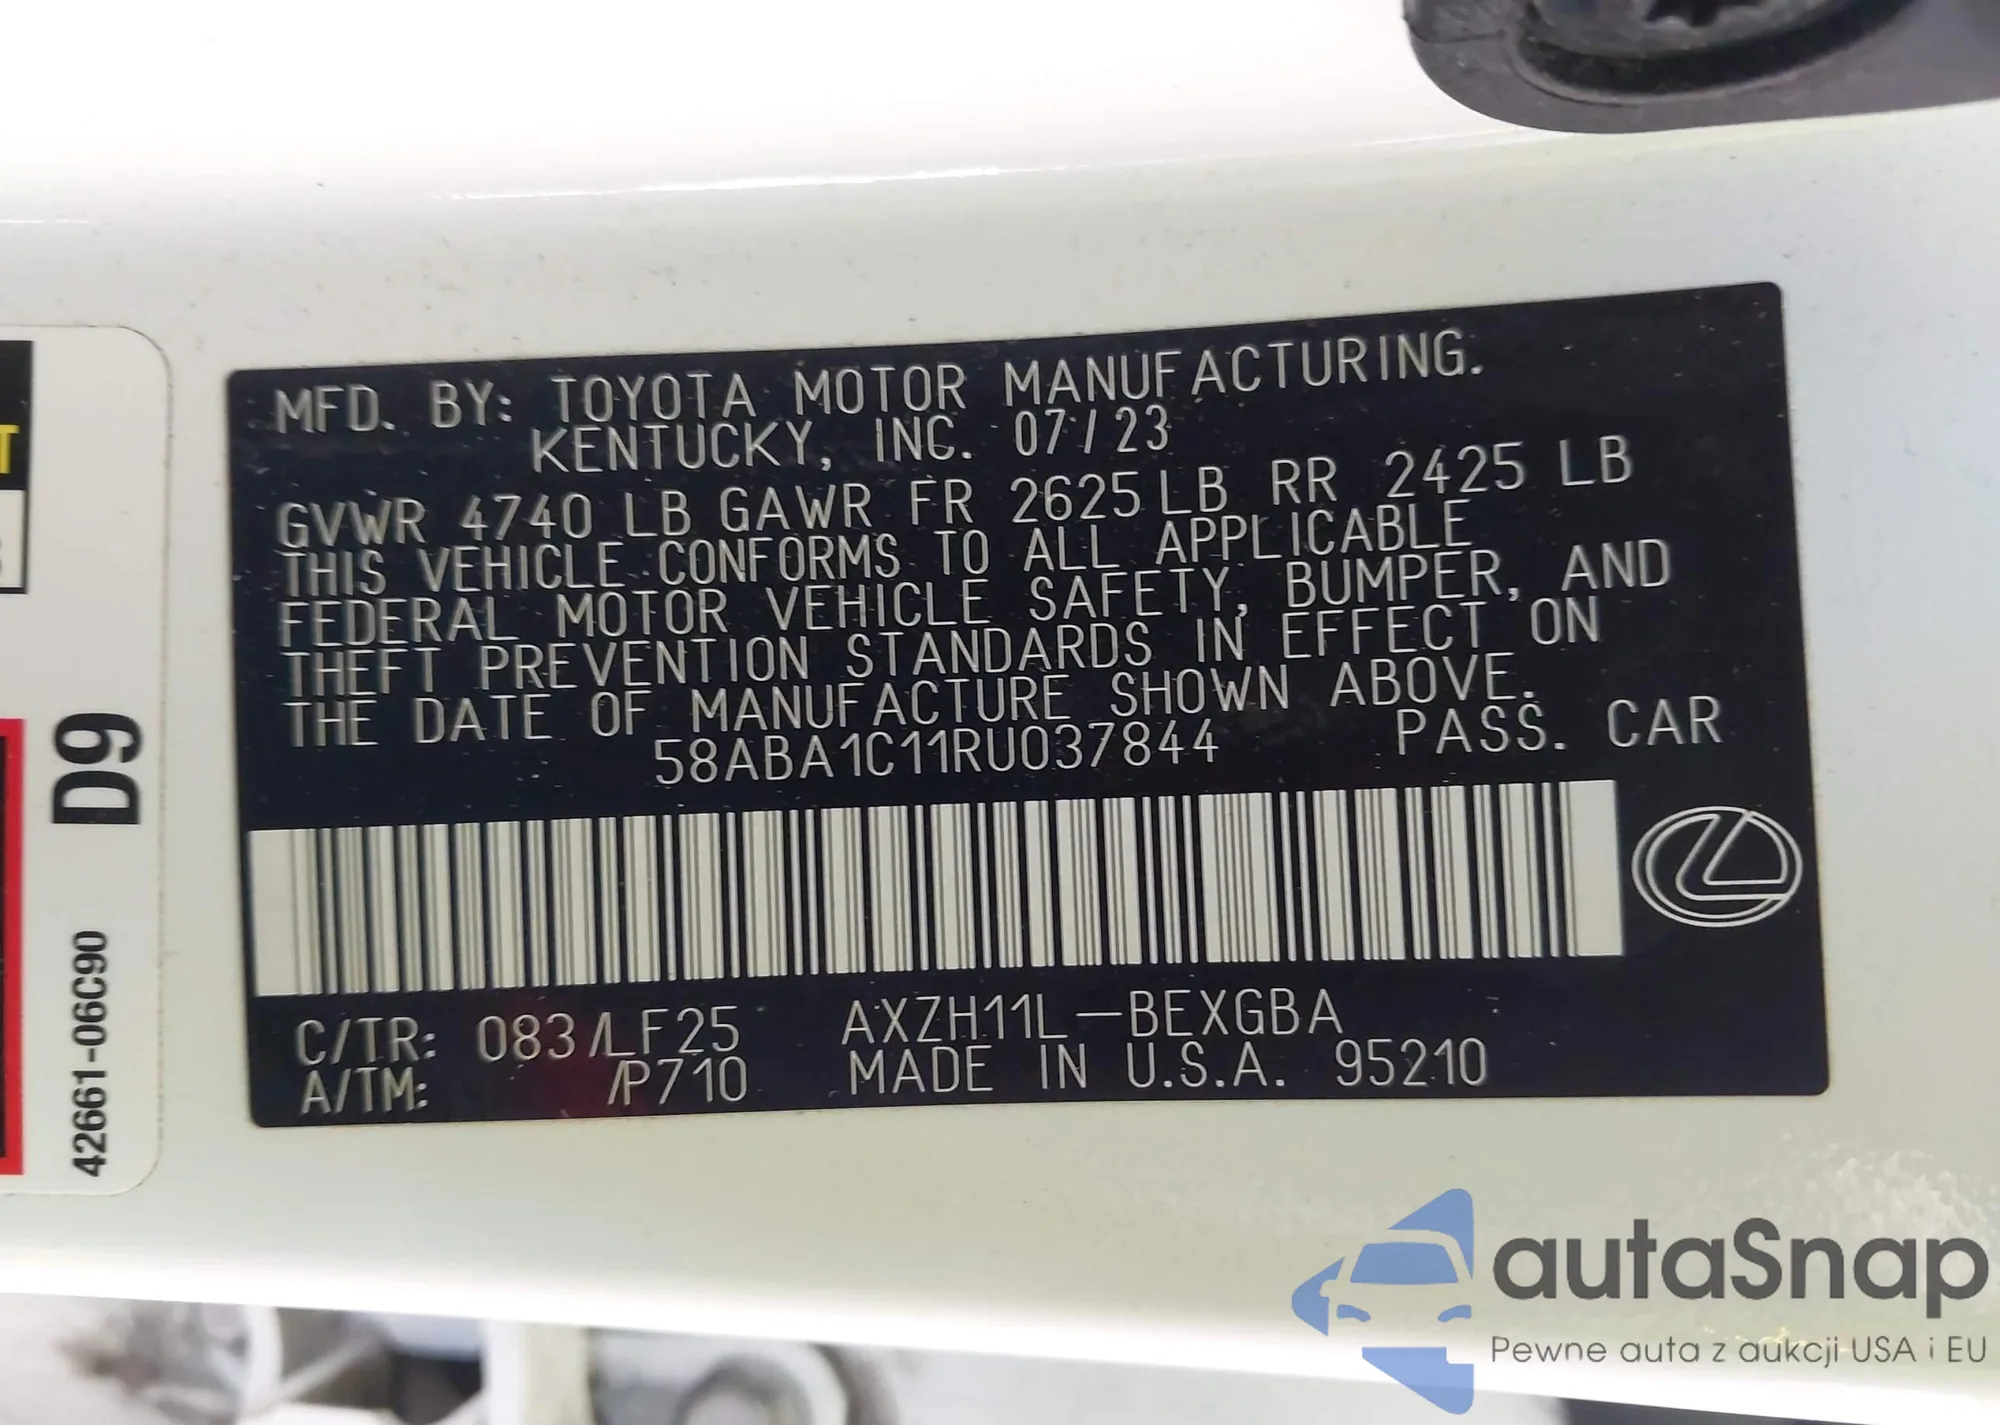 MFD. BY: TOYOTA MOTOR MANUFACTURING.
KENTUCKY, INC. 07/23
GVWR 4740 LB GAWR FR 2625 LB RR 2425 LB
THIS VEHICLE CONFORMS TO ALL APPLICABLE
FEDERAL MOTOR VEHICLE SAFETY, BUMPER, AND
THEFT PREVENTION STANDARDS IN EFFECT ON
THE DATE OF MANUFACTURE SHOWN ABOVE.
58ABA1C11RU037844 PASS. CAR
C/TR: 083/LF25 AXZH11L-BEXGBA
A/TM: /P710 MADE IN U.S.A. 95210
D9
42661-06C90
T
autaSnap
Pewne auta z aukcji USA i EU